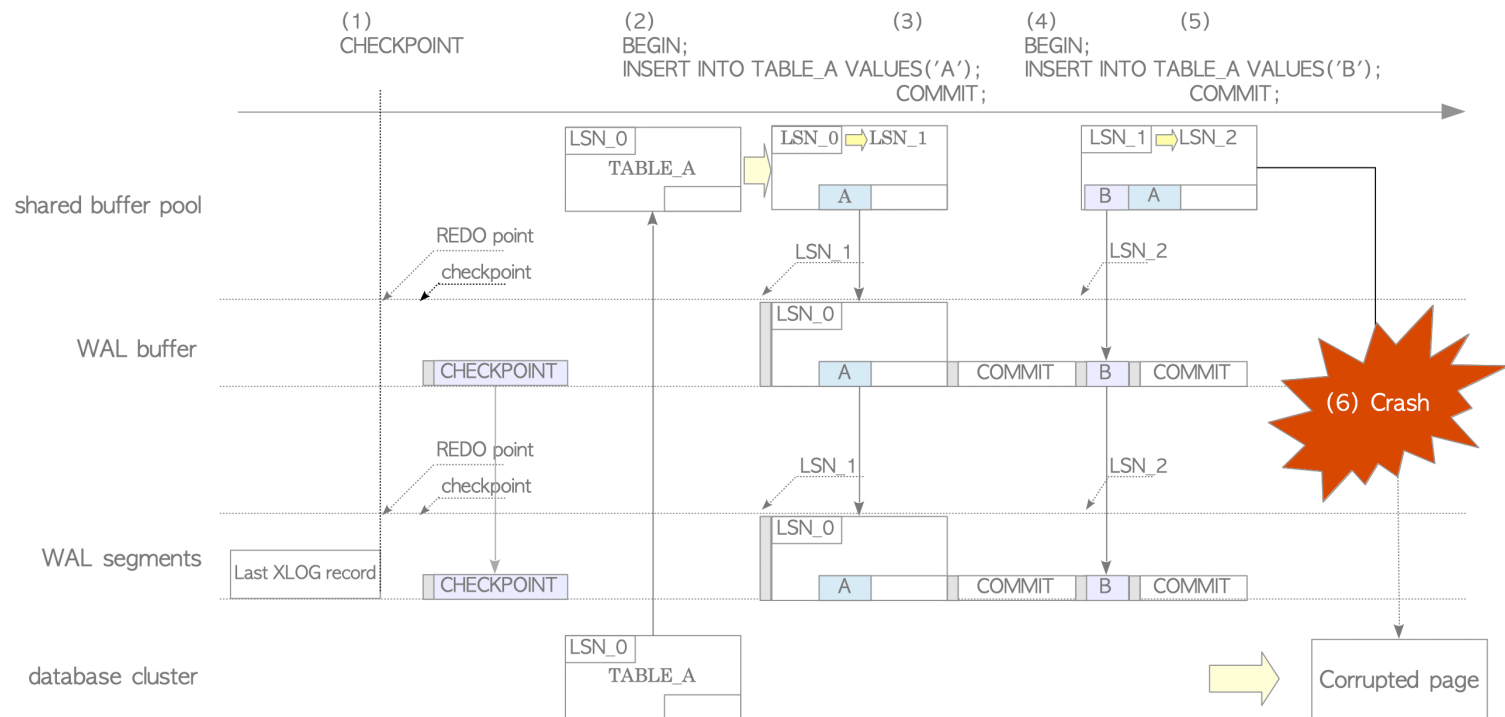 (1)
CHECKPOINT
(2)
BEGIN;
INSERT INTO TABLE_A VALUES('A');
(3)
COMMIT;
(4)
BEGIN;
INSERT INTO TABLE_A VALUES('B');
(5)
COMMIT;
shared buffer pool
LSN_0
TABLE_A
LSN_0 LSN_1
A
LSN_1 LSN_2
B A
REDO point
checkpoint
LSN_1
LSN_2
WAL buffer
CHECKPOINT
LSN_0
A
COMMIT
B
COMMIT
(6) Crash
REDO point
checkpoint
LSN_1
LSN_2
WAL segments
Last XLOG record
CHECKPOINT
LSN_0
A
COMMIT
B
COMMIT
database cluster
LSN_0
TABLE_A
Corrupted page